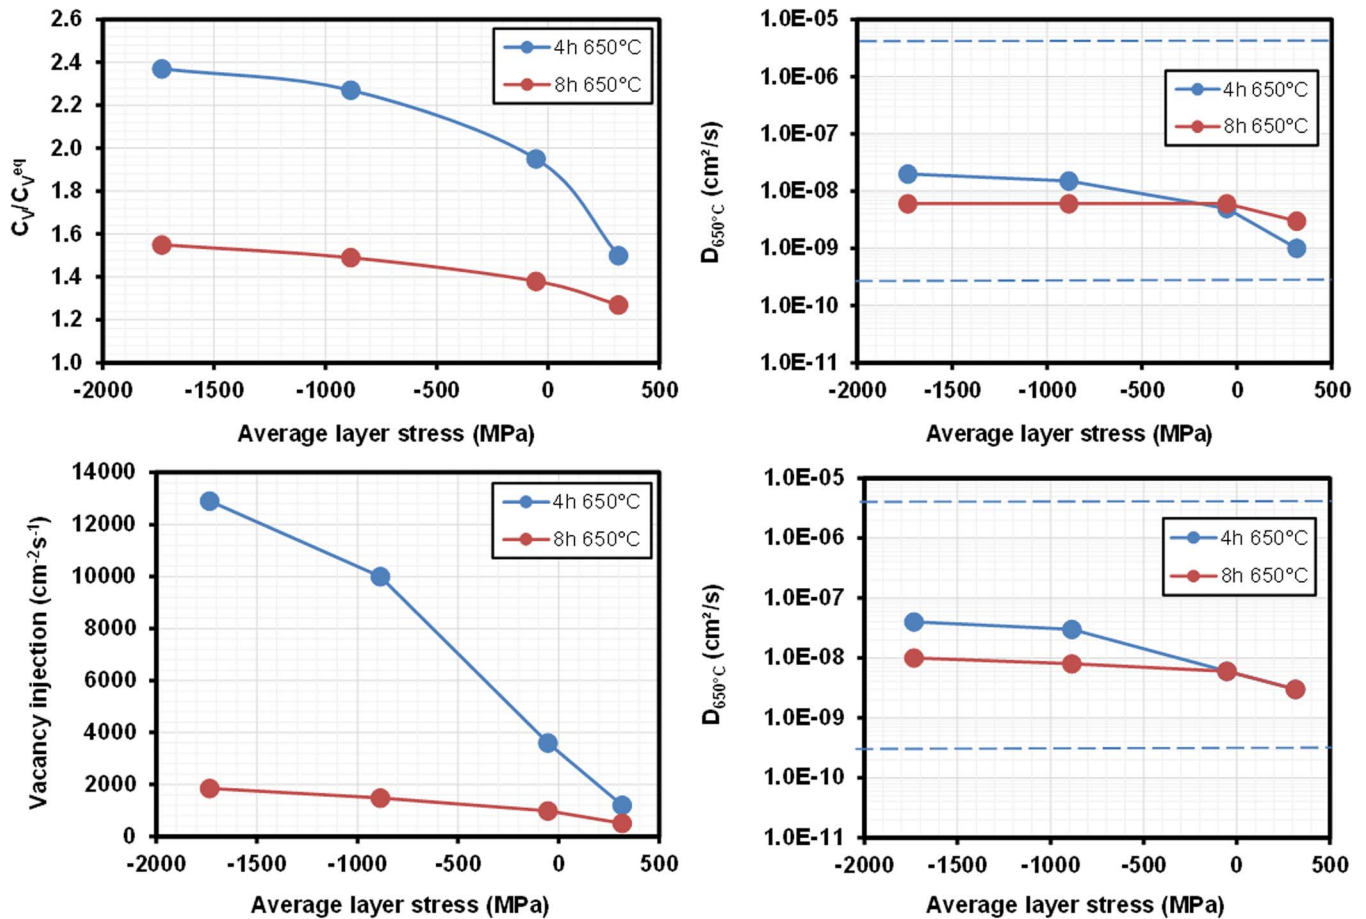 2.6
2.4
2.2
2.0
1.8
1.6
1.4
1.2
1.0
C_V/C_V^eq
4h 650°C
8h 650°C
-2000 -1500 -1000 -500 0 500
Average layer stress (MPa)
1.0E-05
1.0E-06
1.0E-07
1.0E-08
1.0E-09
1.0E-10
1.0E-11
D_650°C (cm²/s)
4h 650°C
8h 650°C
-2000 -1500 -1000 -500 0 500
Average layer stress (MPa)
14000
12000
10000
8000
6000
4000
2000
0
Vacancy injection (cm⁻²s⁻¹)
4h 650°C
8h 650°C
-2000 -1500 -1000 -500 0 500
Average layer stress (MPa)
1.0E-05
1.0E-06
1.0E-07
1.0E-08
1.0E-09
1.0E-10
1.0E-11
D_650°C (cm²/s)
4h 650°C
8h 650°C
-2000 -1500 -1000 -500 0 500
Average layer stress (MPa)